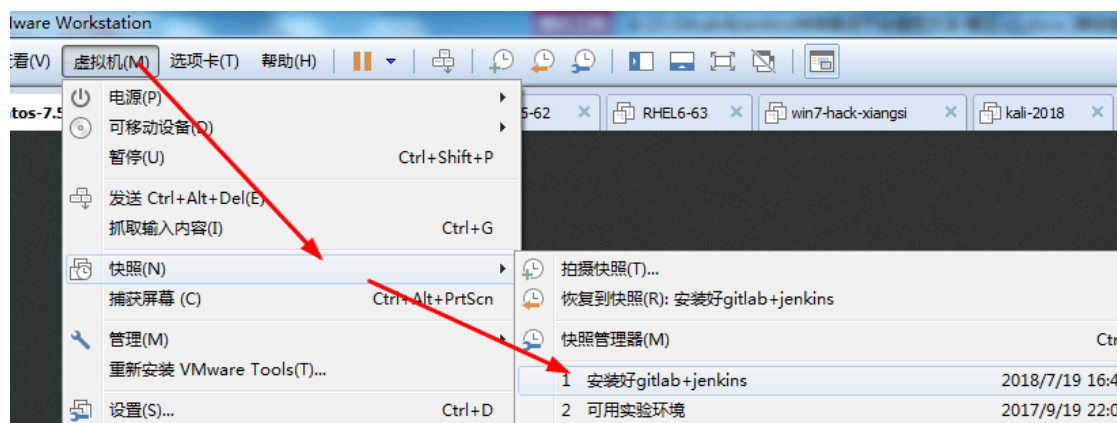 lware Workstation
看(V) 虚拟机(M) 选项卡(T) 帮助(H)
tos-7.5 5-62 RHEL6-63 win7-hack-xiangsi kali-2018
电源(P)
可移动设备(D)
暂停(U) Ctrl+Shift+P
发送 Ctrl+Alt+Del(E)
抓取输入内容(I) Ctrl+G
快照(N) 拍摄快照(T)...
捕获屏幕 (C) Ctrl+Alt+PrtScn 恢复到快照(R): 安装好gitlab+jenkins
管理(M) 快照管理器(M) Ctr
重新安装 VMware Tools(T)...
1 安装好gitlab+jenkins 2018/7/19 16:4
设置(S)... Ctrl+D 2 可用实验环境 2017/9/19 22:0